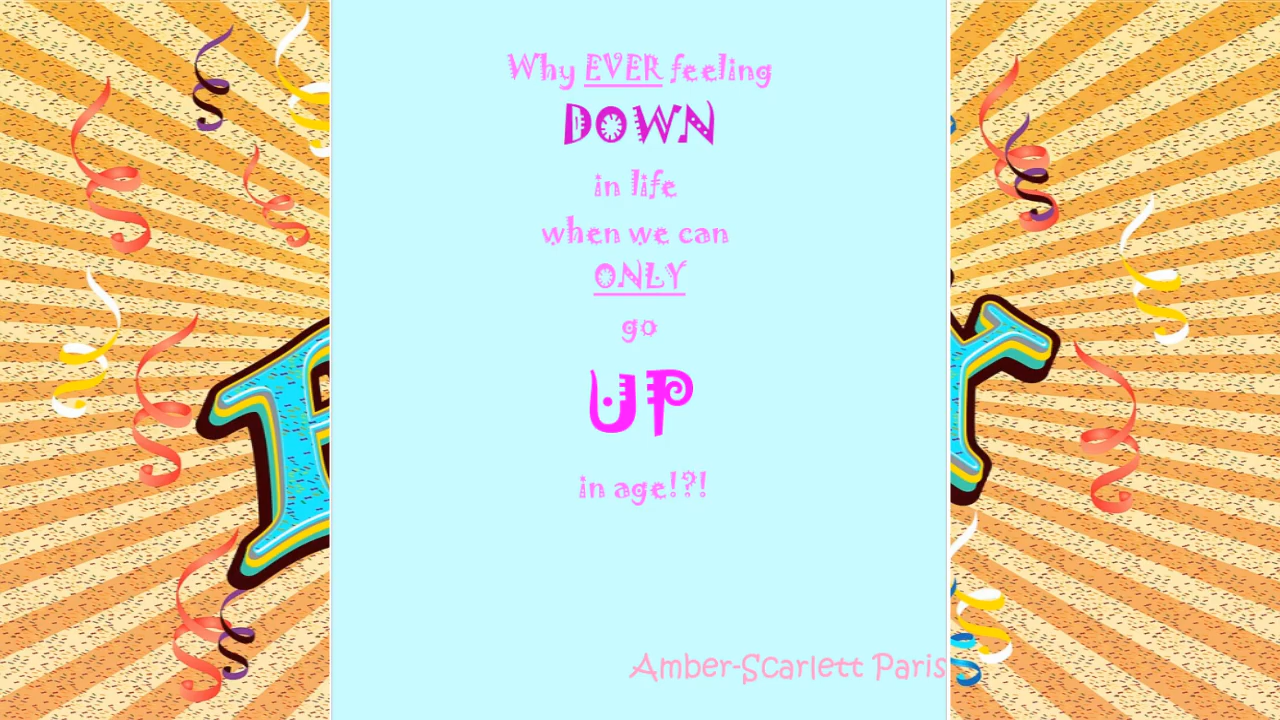 Why EVER feeling
DOWN
in life
when we can
ONLY
go
UP
in age!?!
Amber-Scarlett Paris